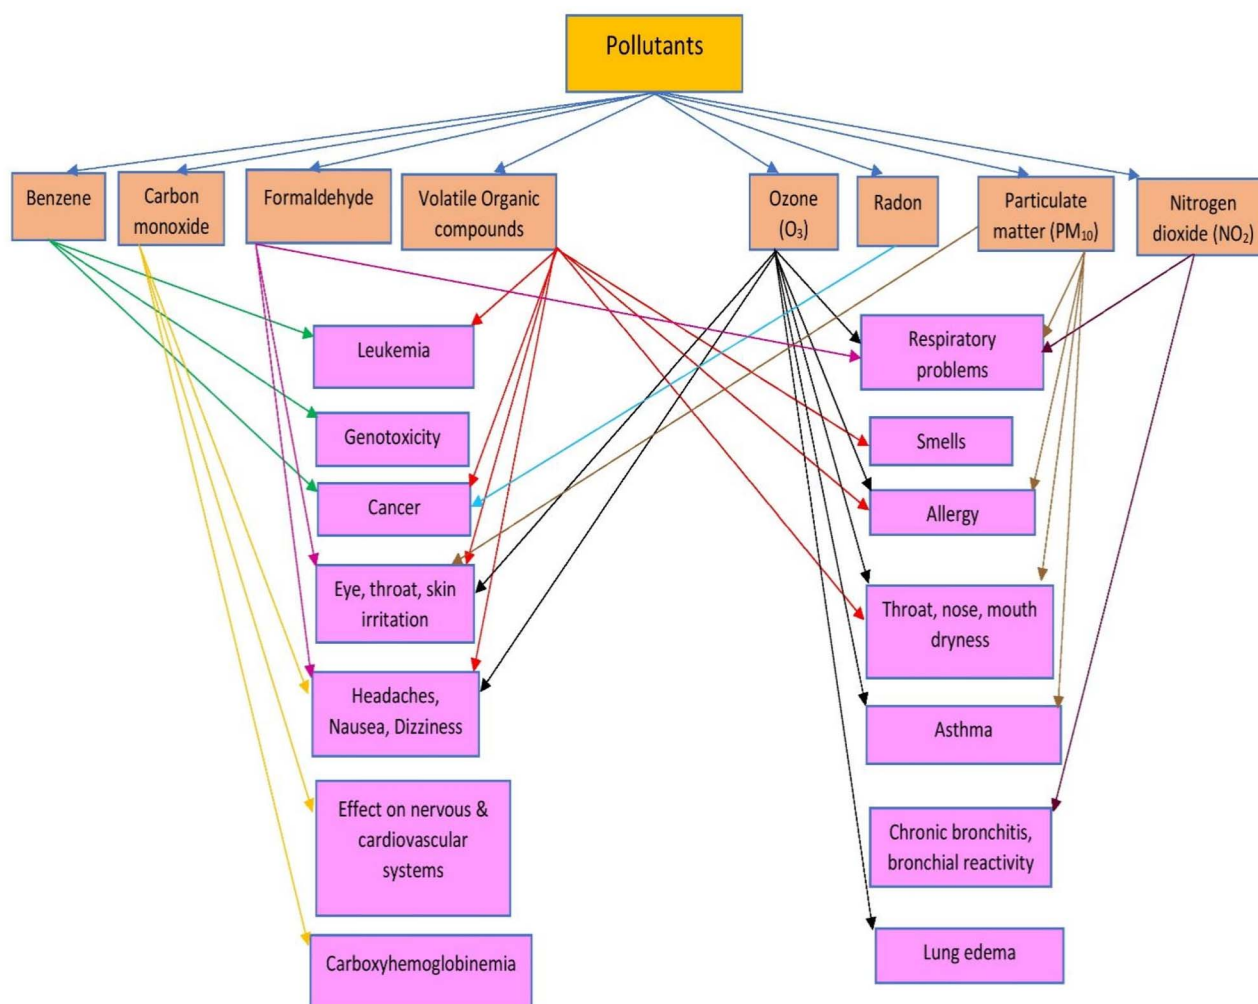 Pollutants
Benzene
Carbon
monoxide
Formaldehyde
Volatile Organic
compounds
Ozone
(O₃)
Radon
Particulate
matter (PM₁₀)
Nitrogen
dioxide (NO₂)
Leukemia
Genotoxicity
Cancer
Eye, throat, skin
irritation
Headaches,
Nausea, Dizziness
Effect on nervous &
cardiovascular
systems
Carboxyhemoglobinemia
Respiratory
problems
Smells
Allergy
Throat, nose, mouth
dryness
Asthma
Chronic bronchitis,
bronchial reactivity
Lung edema